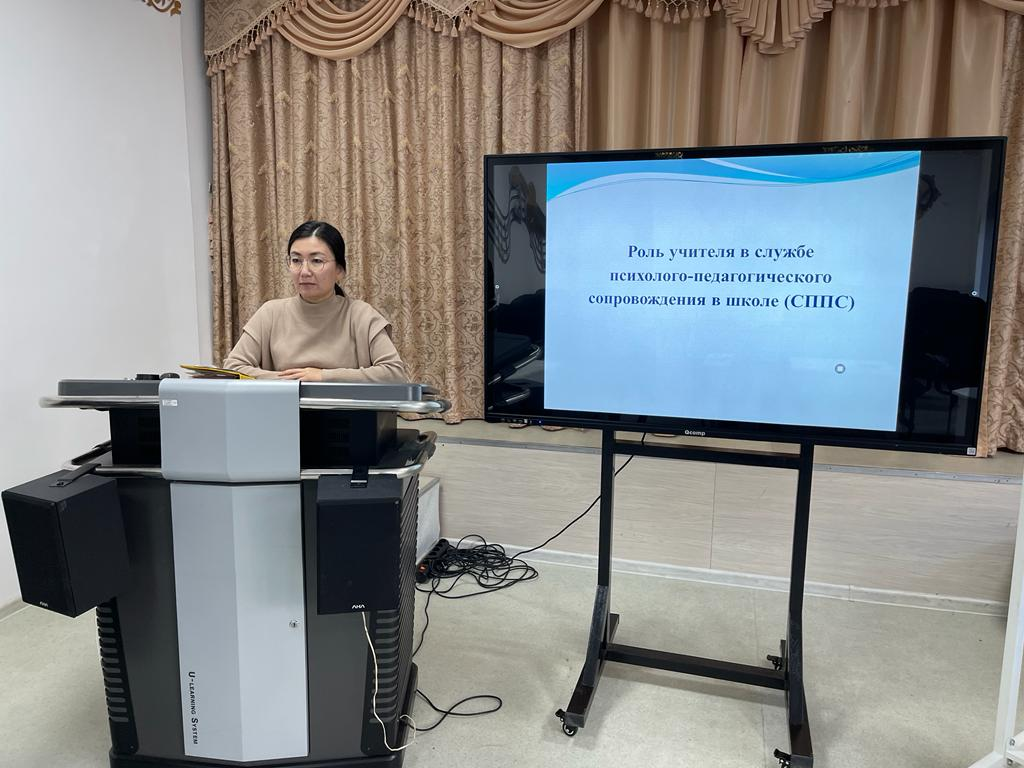 Роль учителя в службе
психолого-педагогического
сопровождения в школе (СППС)
Qcomp
U-LEARNING SYSTEM